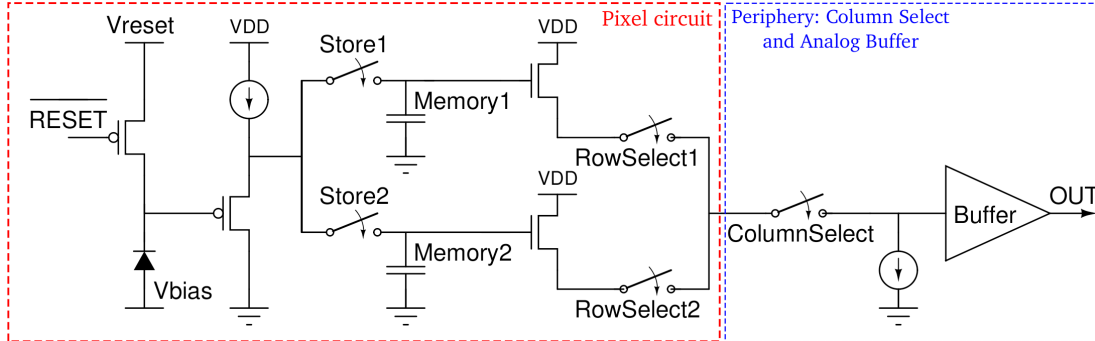 Pixel circuit
Periphery: Column Select
and Analog Buffer
Vreset
VDD
VDD
Store1
RESET
Memory1
RowSelect1
VDD
Store2
OUT
Buffer
ColumnSelect
Memory2
Vbias
RowSelect2